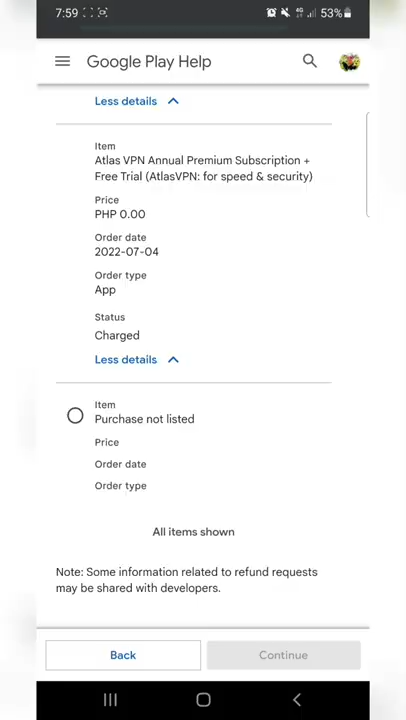 7:59
4G
53%
Google Play Help
Less details
Item
Atlas VPN Annual Premium Subscription +
Free Trial (AtlasVPN: for speed & security)
Price
PHP 0.00
Order date
2022-07-04
Order type
App
Status
Charged
Less details
Item
Purchase not listed
Price
Order date
Order type
All items shown
Note: Some information related to refund requests
may be shared with developers.
Back
Continue